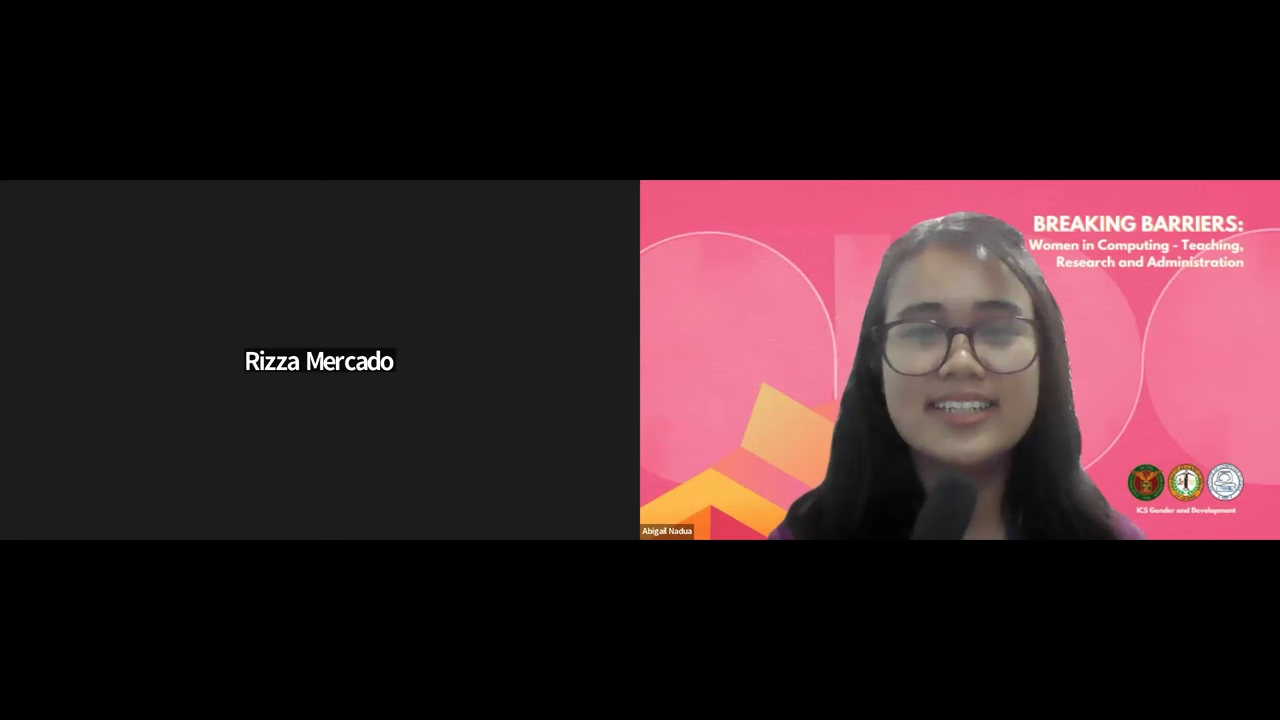 Rizza Mercado
BREAKING BARRIERS:
Women in Computing - Teaching,
Research and Administration
ICS Gender and Development
Abigail Nadua